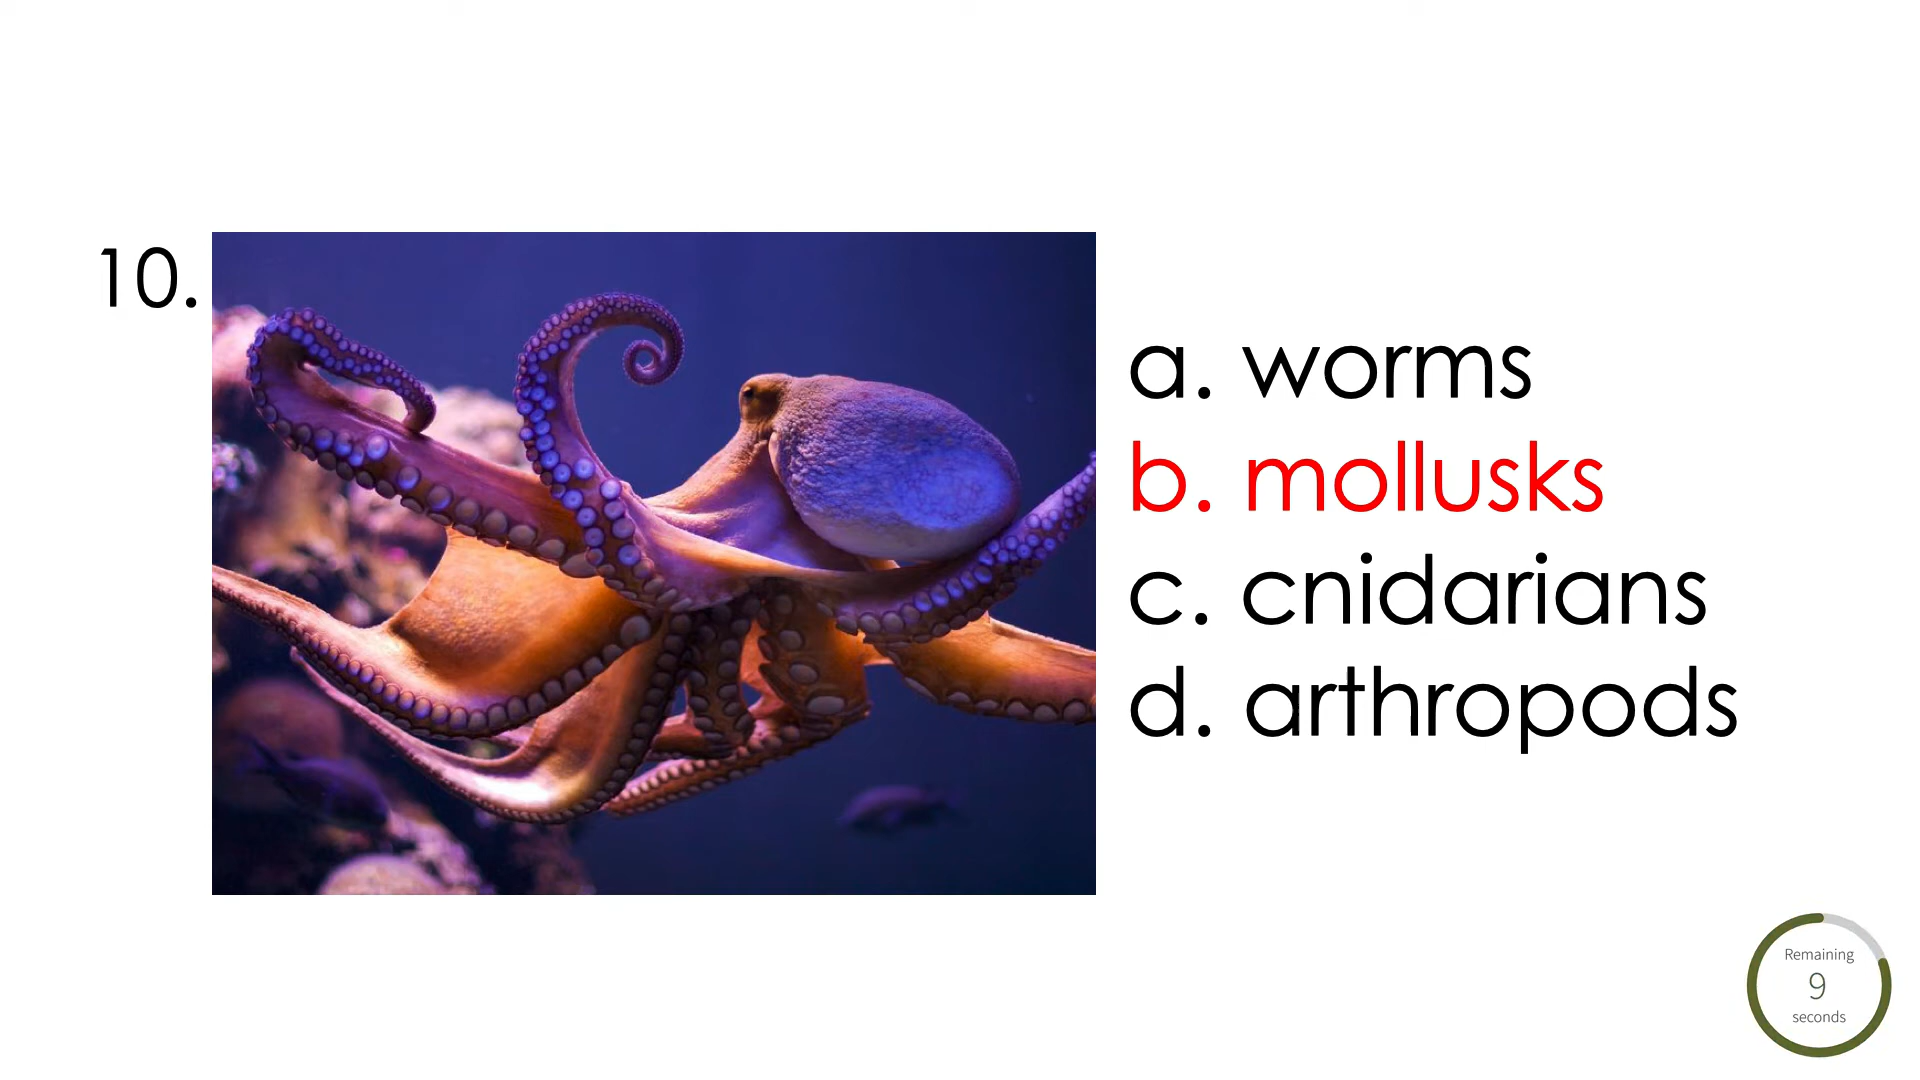 10.
a. worms
b. mollusks
c. cnidarians
d. arthropods
Remaining
9
seconds